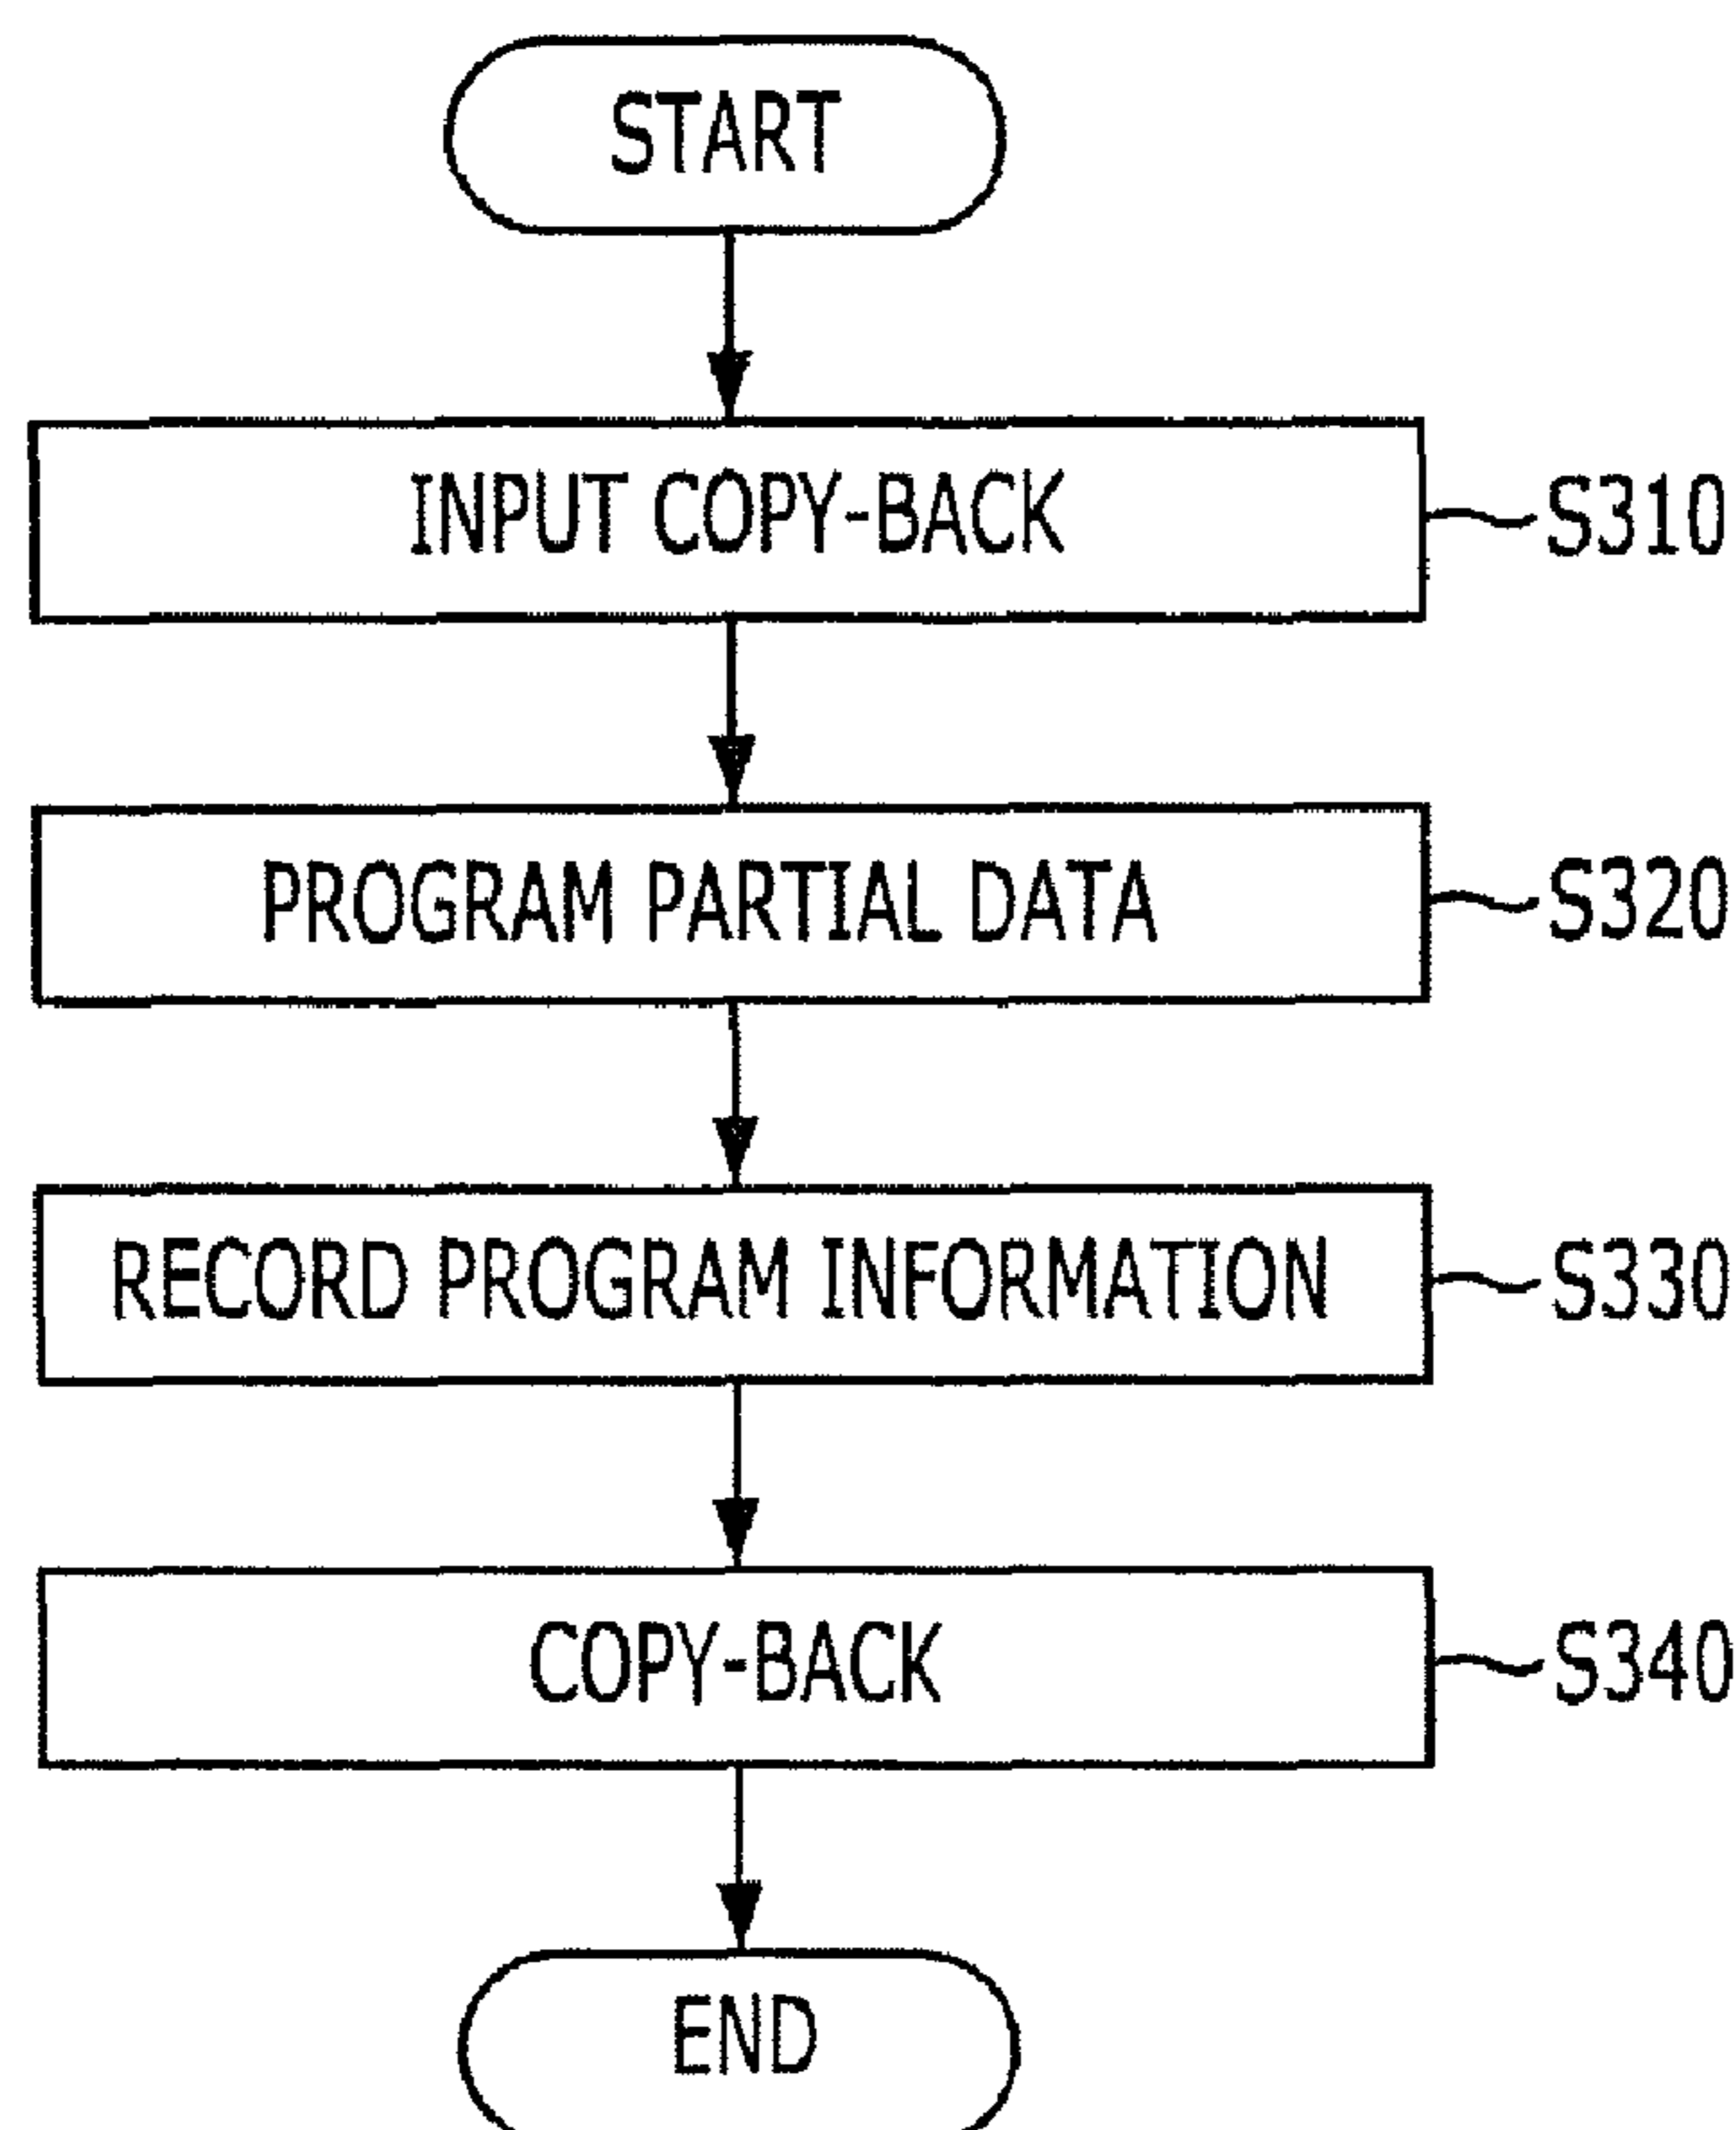 START
INPUT COPY-BACK
S310
PROGRAM PARTIAL DATA
S320
RECORD PROGRAM INFORMATION
S330
COPY-BACK
S340
END